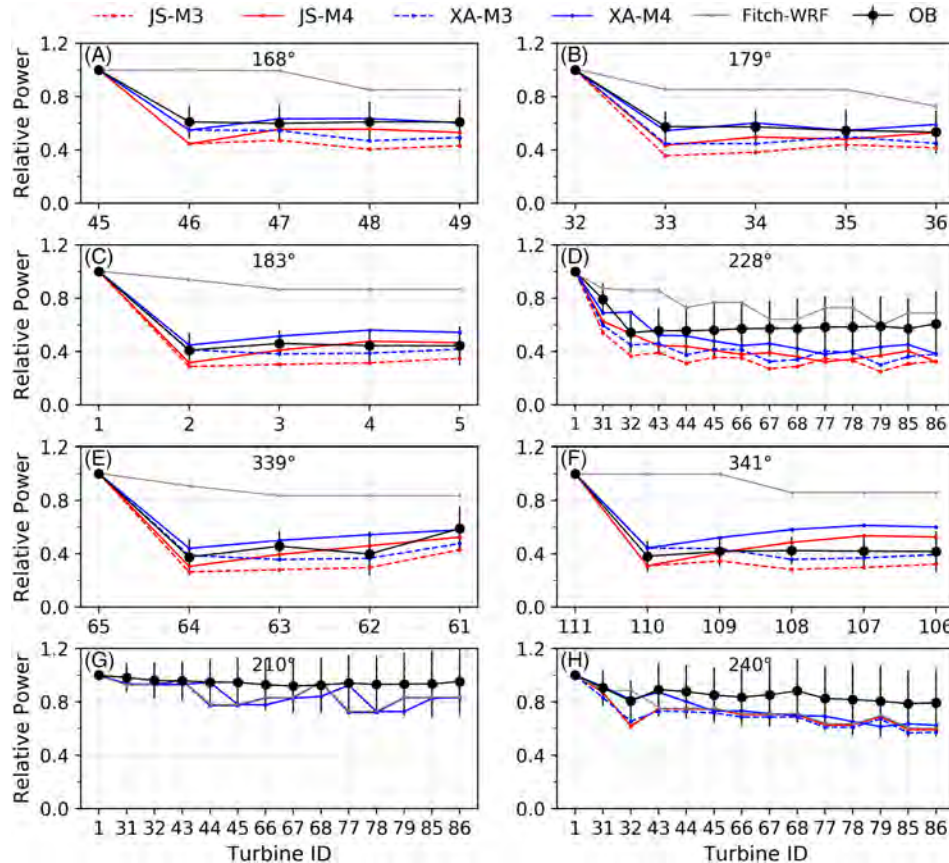 JS-M3 JS-M4 XA-M3 XA-M4 Fitch-WRF OB
Relative Power
1.2
0.8
0.4
0.0
(A)
168°
45 46 47 48 49
1.2
0.8
0.4
0.0
(B)
179°
32 33 34 35 36
Relative Power
1.2
0.8
0.4
0.0
(C)
183°
1 2 3 4 5
1.2
0.8
0.4
0.0
(D)
228°
1 31 32 43 44 45 66 67 68 77 78 79 85 86
Relative Power
1.2
0.8
0.4
0.0
(E)
339°
65 64 63 62 61
1.2
0.8
0.4
0.0
(F)
341°
111 110 109 108 107 106
Relative Power
1.2
0.8
0.4
0.0
(G)
210°
1 31 32 43 44 45 66 67 68 77 78 79 85 86
Turbine ID
1.2
0.8
0.4
0.0
(H)
240°
1 31 32 43 44 45 66 67 68 77 78 79 85 86
Turbine ID